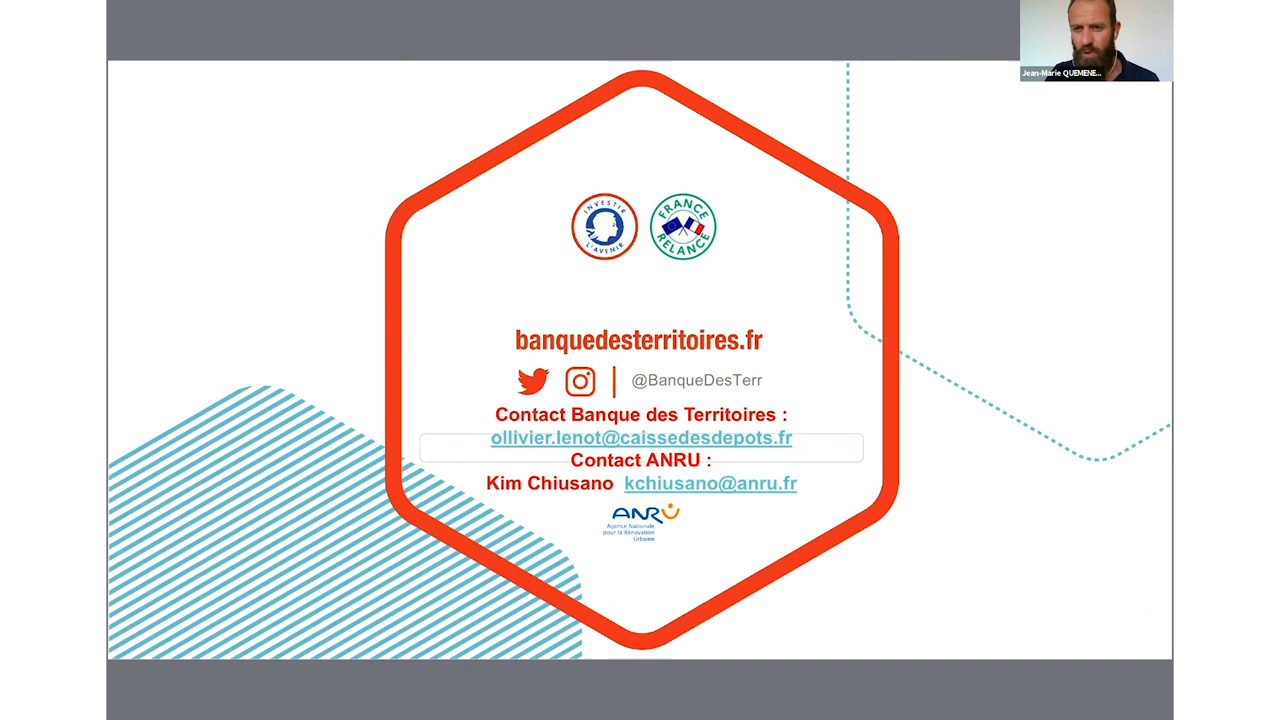 Jean-Marie QUEMENE...
INVESTIR
L'AVENIR
FRANCE
RELANCE
banquedesterritoires.fr
@BanqueDesTerr
Contact Banque des Territoires :
ollivier.lenot@caissedesdepots.fr
Contact ANRU :
Kim Chiusano kchiusano@anru.fr
ANRU
Agence Nationale
pour la Rénovation
Urbaine